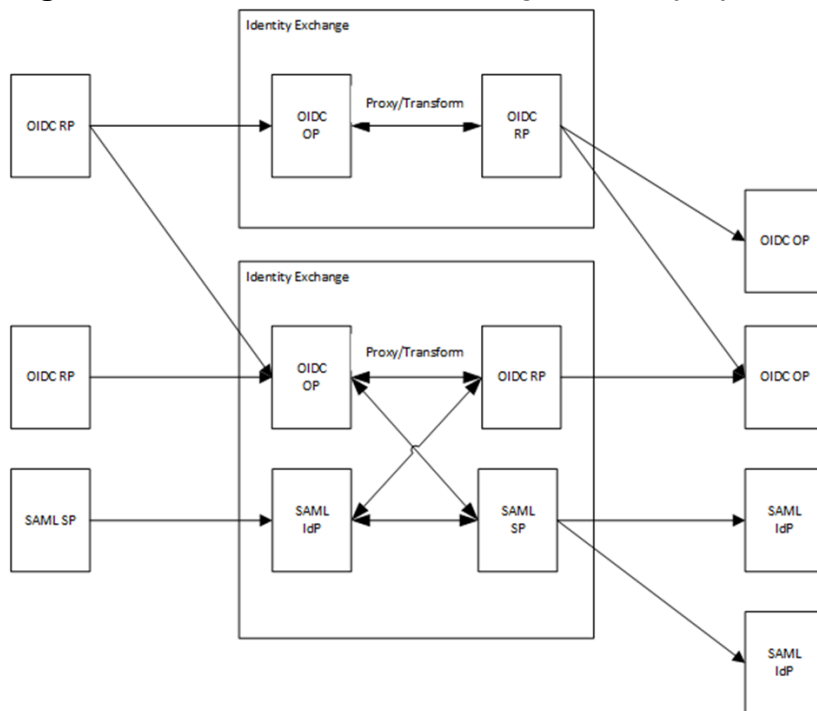 Identity Exchange
OIDC RP
OIDC
OP
Proxy/Transform
OIDC
RP
OIDC OP
Identity Exchange
OIDC RP
OIDC
OP
Proxy/Transform
OIDC RP
OIDC OP
SAML SP
SAML
IdP
SAML
SP
SAML
IdP
SAML
IdP